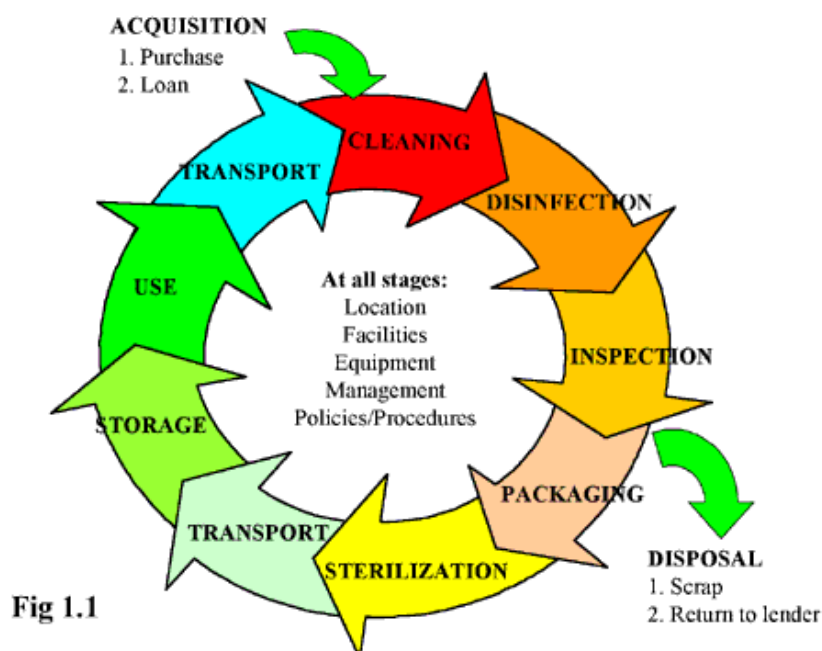 ACQUISITION
1. Purchase
2. Loan
CLEANING
DISINFECTION
INSPECTION
PACKAGING
STERILIZATION
TRANSPORT
STORAGE
USE
TRANSPORT
At all stages:
Location
Facilities
Equipment
Management
Policies/Procedures
DISPOSAL
1. Scrap
2. Return to lender
Fig 1.1